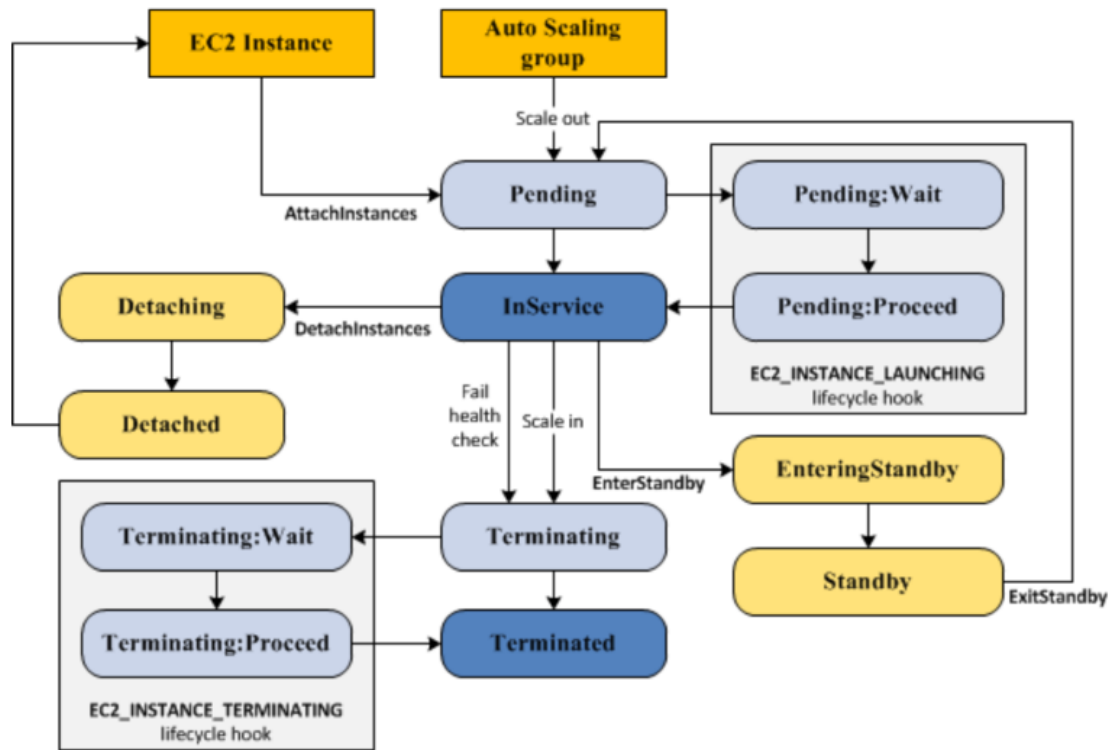 EC2 Instance
Auto Scaling
group
Scale out
Pending
Pending:Wait
AttachInstances
Detaching
InService
Pending:Proceed
DetachInstances
EC2_INSTANCE_LAUNCHING
lifecycle hook
Fail
health
check
Scale in
Detached
EnterStandby
EnteringStandby
Terminating:Wait
Terminating
Standby
ExitStandby
Terminating:Proceed
Terminated
EC2_INSTANCE_TERMINATING
lifecycle hook